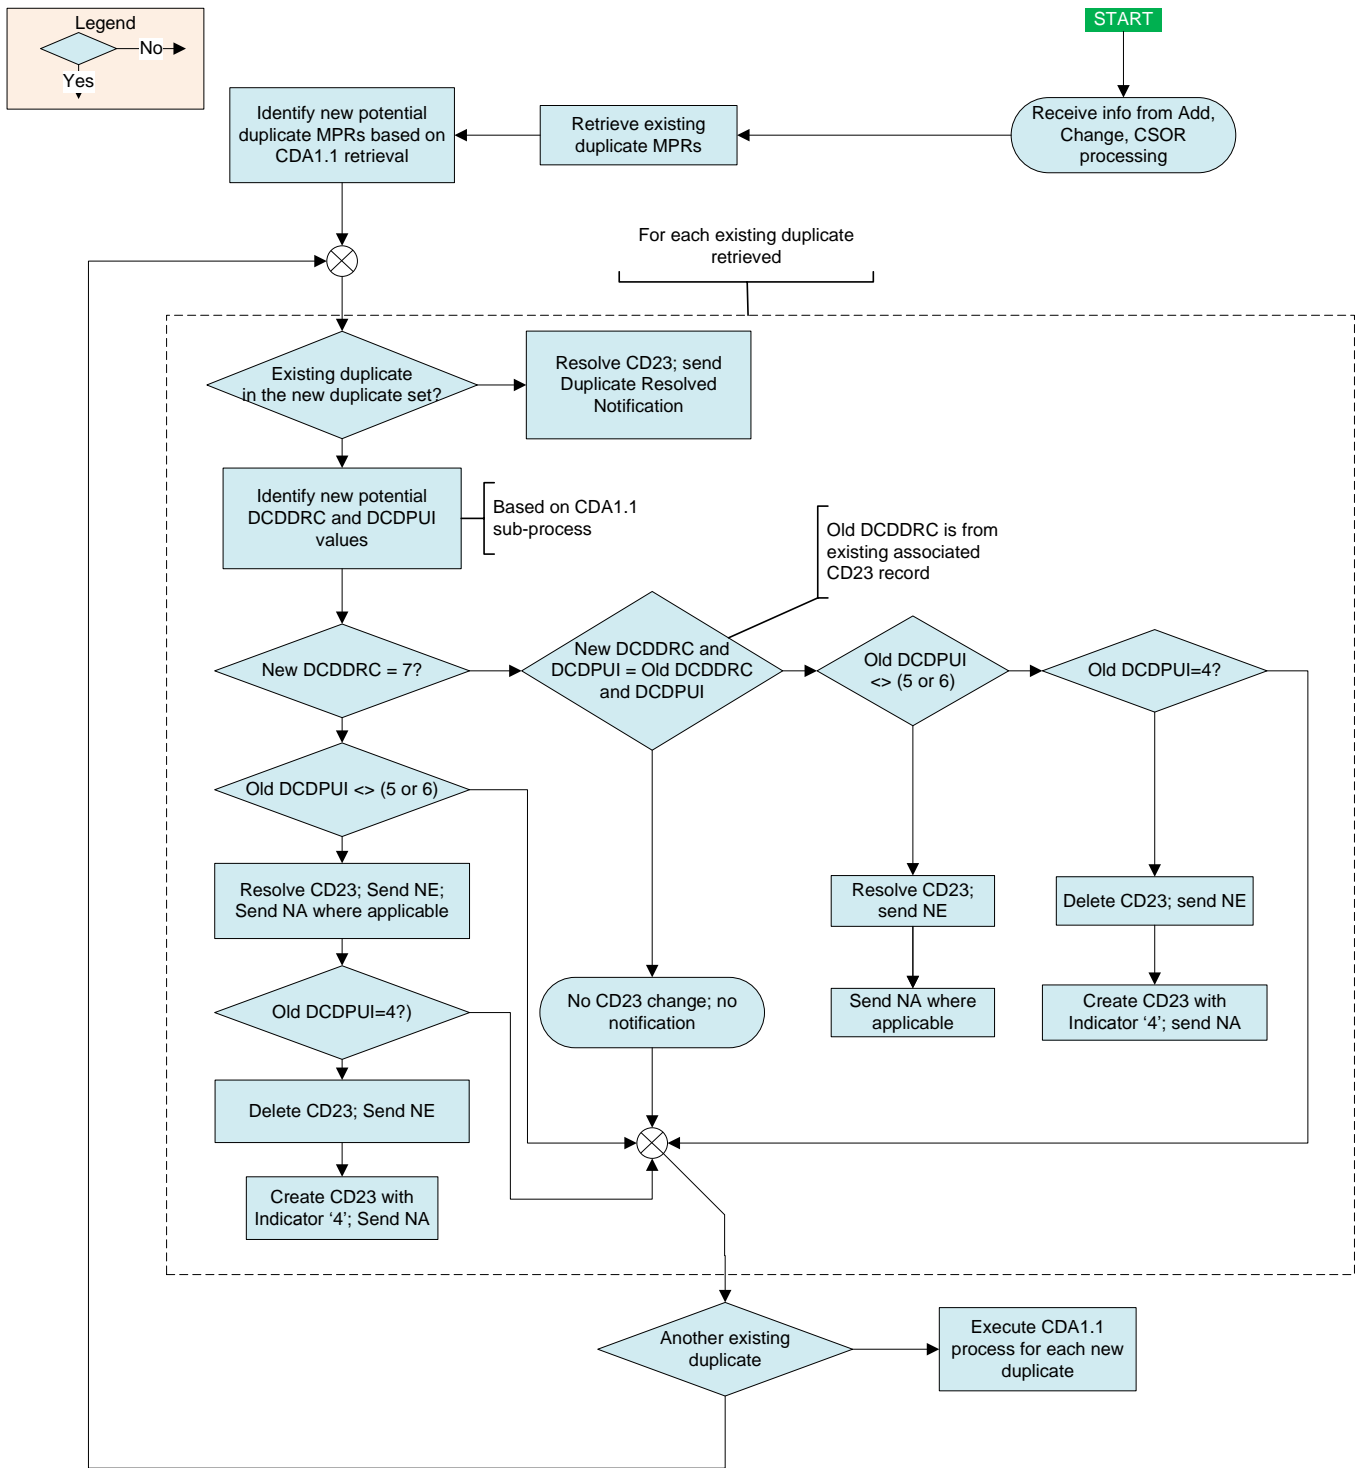 Legend
No
Yes
START
Receive info from Add,
Change, CSOR
processing
Retrieve existing
duplicate MPRs
Identify new potential
duplicate MPRs based on
CDA1.1 retrieval
For each existing duplicate
retrieved
Existing duplicate
in the new duplicate set?
Resolve CD23; send
Duplicate Resolved
Notification
Identify new potential
DCDDRC and DCDPUI
values
Based on CDA1.1
sub-process
Old DCDDRC is from
existing associated
CD23 record
New DCDDRC = 7?
New DCDDRC and
DCDPUI = Old DCDDRC
and DCDPUI
Old DCDPUI
<> (5 or 6)
Old DCDPUI=4?
Old DCDPUI <> (5 or 6)
Resolve CD23; Send NE;
Send NA where applicable
Resolve CD23;
send NE
Delete CD23; send NE
Old DCDPUI=4?)
No CD23 change; no
notification
Send NA where
applicable
Create CD23 with
Indicator ‘4’; send NA
Delete CD23; Send NE
Create CD23 with
Indicator ‘4’; Send NA
Another existing
duplicate
Execute CDA1.1
process for each new
duplicate